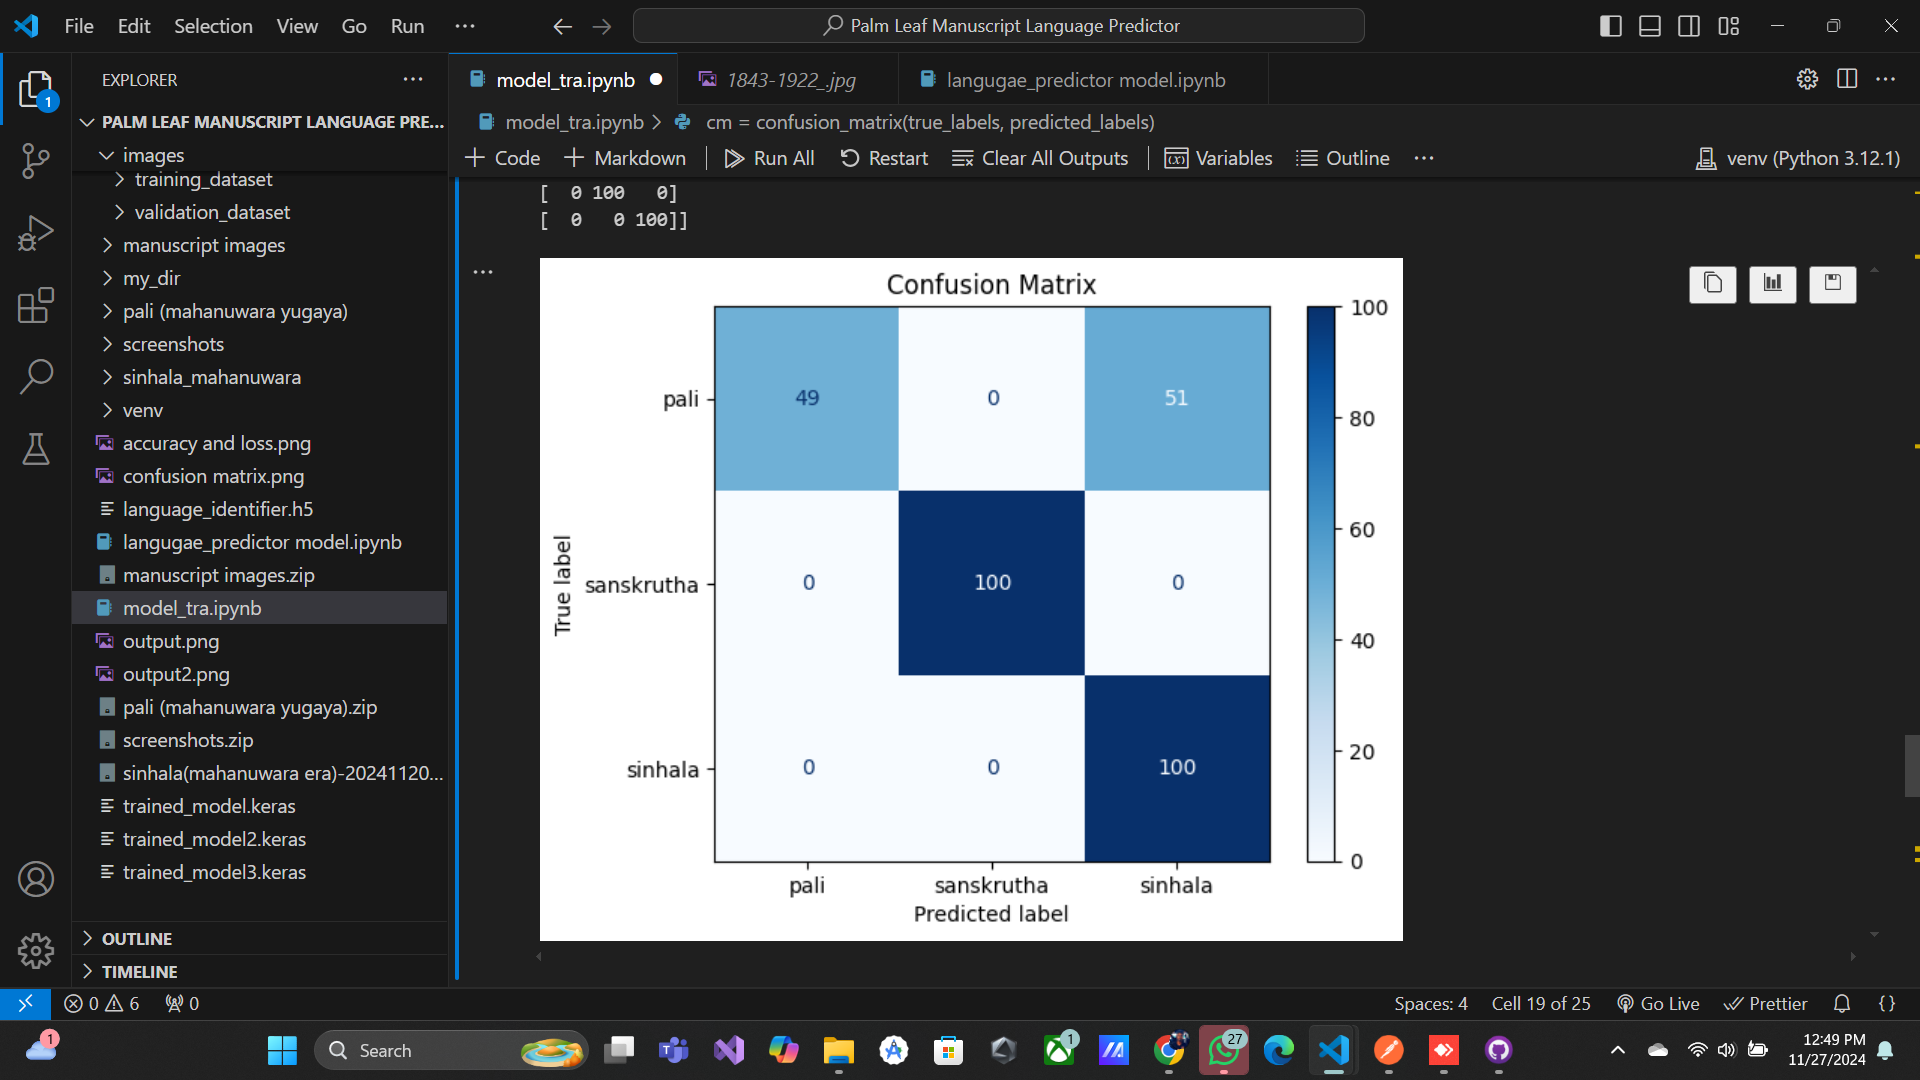 File Edit Selection View Go Run ···
Palm Leaf Manuscript Language Predictor
EXPLORER ···
1
PALM LEAF MANUSCRIPT LANGUAGE PRE...
images
training_dataset
validation_dataset
manuscript images
my_dir
pali (mahanuwara yugaya)
screenshots
sinhala_mahanuwara
venv
accuracy and loss.png
confusion matrix.png
language_identifier.h5
langugae_predictor model.ipynb
manuscript images.zip
model_tra.ipynb
output.png
output2.png
pali (mahanuwara yugaya).zip
screenshots.zip
sinhala(mahanuwara era)-20241120...
trained_model.keras
trained_model2.keras
trained_model3.keras
OUTLINE
TIMELINE
model_tra.ipynb
1843-1922_.jpg
langugae_predictor model.ipynb
model_tra.ipynb > cm = confusion_matrix(true_labels, predicted_labels)
+ Code + Markdown Run All Restart Clear All Outputs Variables Outline ··· venv (Python 3.12.1)
[ 0 100 0]
[ 0 0 100]]
Confusion Matrix
pali 49 0 51
sanskrutha 0 100 0
sinhala 0 0 100
pali sanskrutha sinhala
Predicted label
True label
100
80
60
40
20
0
0 6 0
Spaces: 4 Cell 19 of 25 Go Live Prettier {}
1
Search
1
27
12:49 PM
11/27/2024